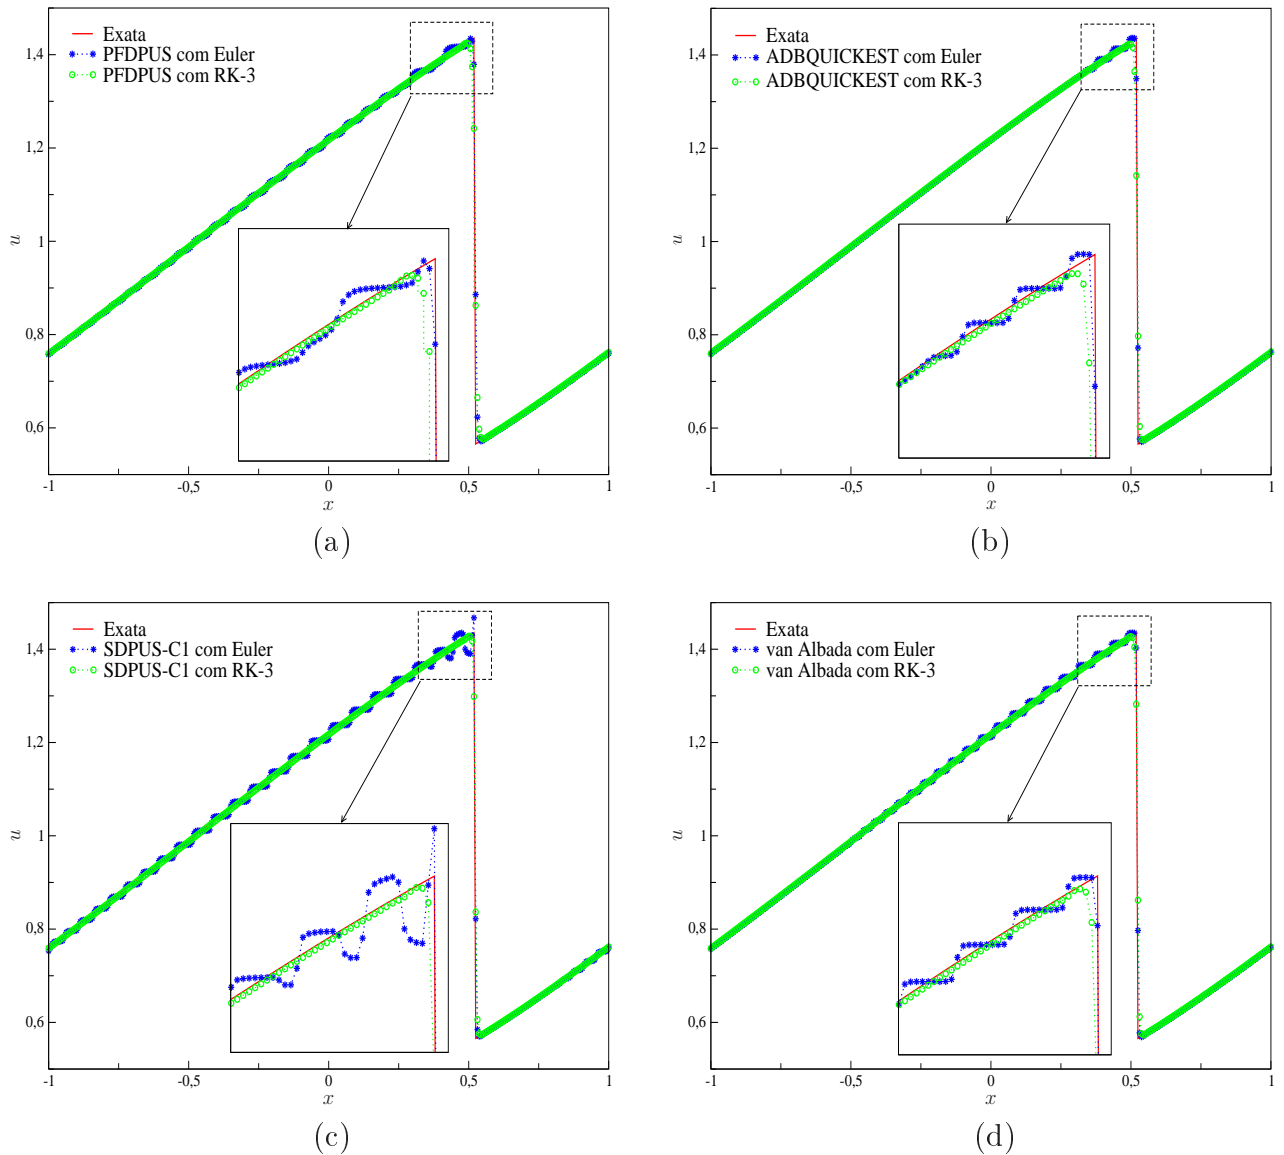 Exata
PFDPUS com Euler
PFDPUS com RK-3
1,4
1,2
1
0,8
0,6
u
-1
-0,5
0
0,5
1
x
(a)
Exata
ADBQUICKEST com Euler
ADBQUICKEST com RK-3
1,4
1,2
1
0,8
0,6
u
-1
-0,5
0
0,5
1
x
(b)
Exata
SDPUS-C1 com Euler
SDPUS-C1 com RK-3
1,4
1,2
1
0,8
0,6
u
-1
-0,5
0
0,5
1
x
(c)
Exata
van Albada com Euler
van Albada com RK-3
1,4
1,2
1
0,8
0,6
u
-1
-0,5
0
0,5
1
x
(d)